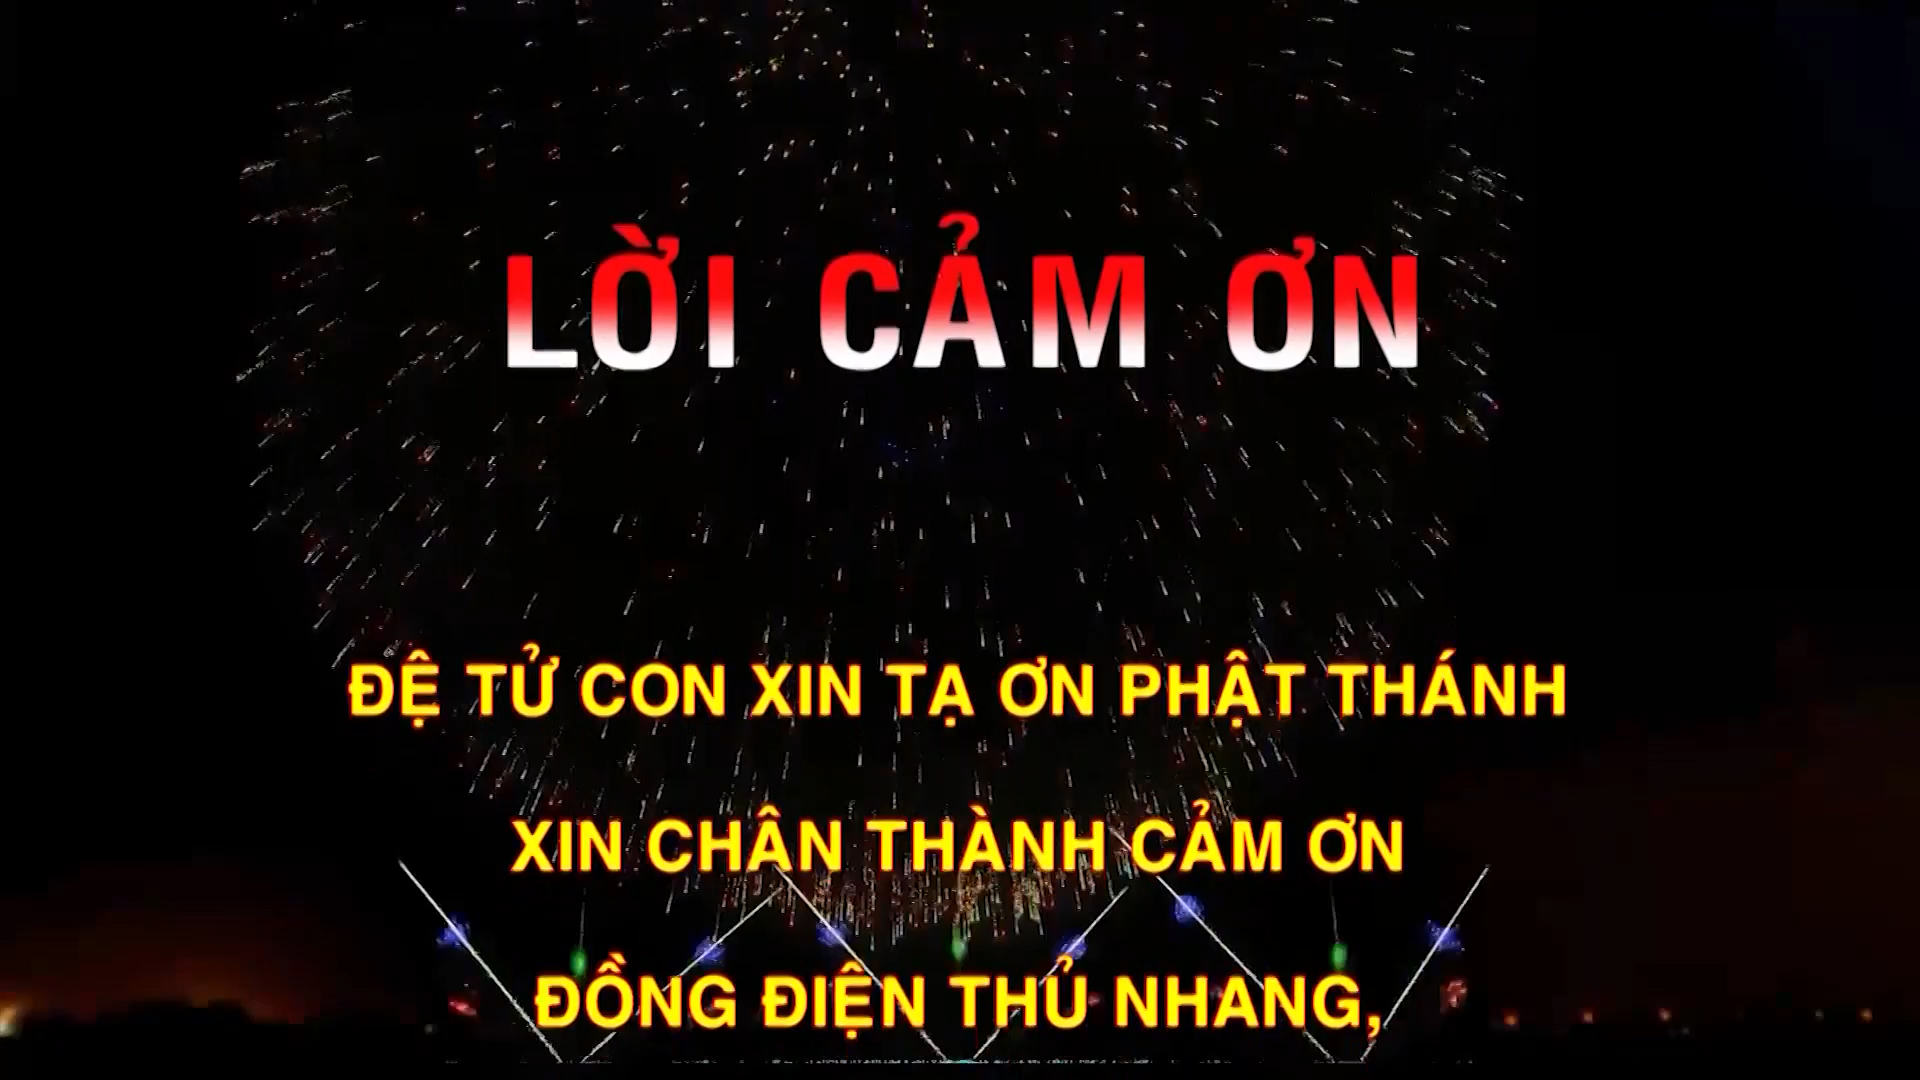 LỜI CẢM ƠN
ĐỆ TỬ CON XIN TẠ ƠN PHẬT THÁNH
XIN CHÂN THÀNH CẢM ƠN
ĐỒNG ĐIỆN THỦ NHANG,